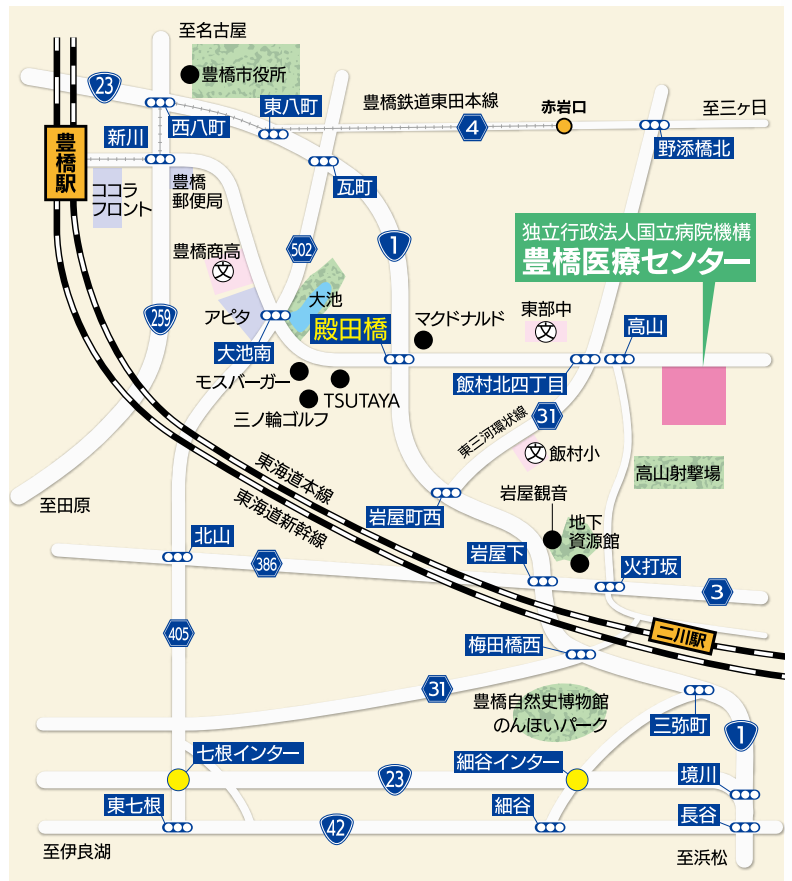 至名古屋
豊橋市役所
23
西八町
東八町
豊橋鉄道東田本線
4
赤岩口
至三ヶ日
野添橋北
豊橋駅
新川
ココラ
フロント
豊橋
郵便局
瓦町
独立行政法人国立病院機構
豊橋医療センター
豊橋商高
文
502
1
259
アピタ
大池
殿田橋
マクドナルド
東部中
文
高山
大池南
飯村北四丁目
モスバーガー
TSUTAYA
三ノ輪ゴルフ
31
東三河環状線
文
飯村小
高山射撃場
東海道本線
東海道新幹線
至田原
岩屋町西
岩屋観音
地下
資源館
北山
386
岩屋下
火打坂
3
405
二川駅
梅田橋西
31
豊橋自然史博物館
のんほいパーク
三弥町
1
七根インター
23
細谷インター
境川
東七根
42
細谷
長谷
至伊良湖
至浜松